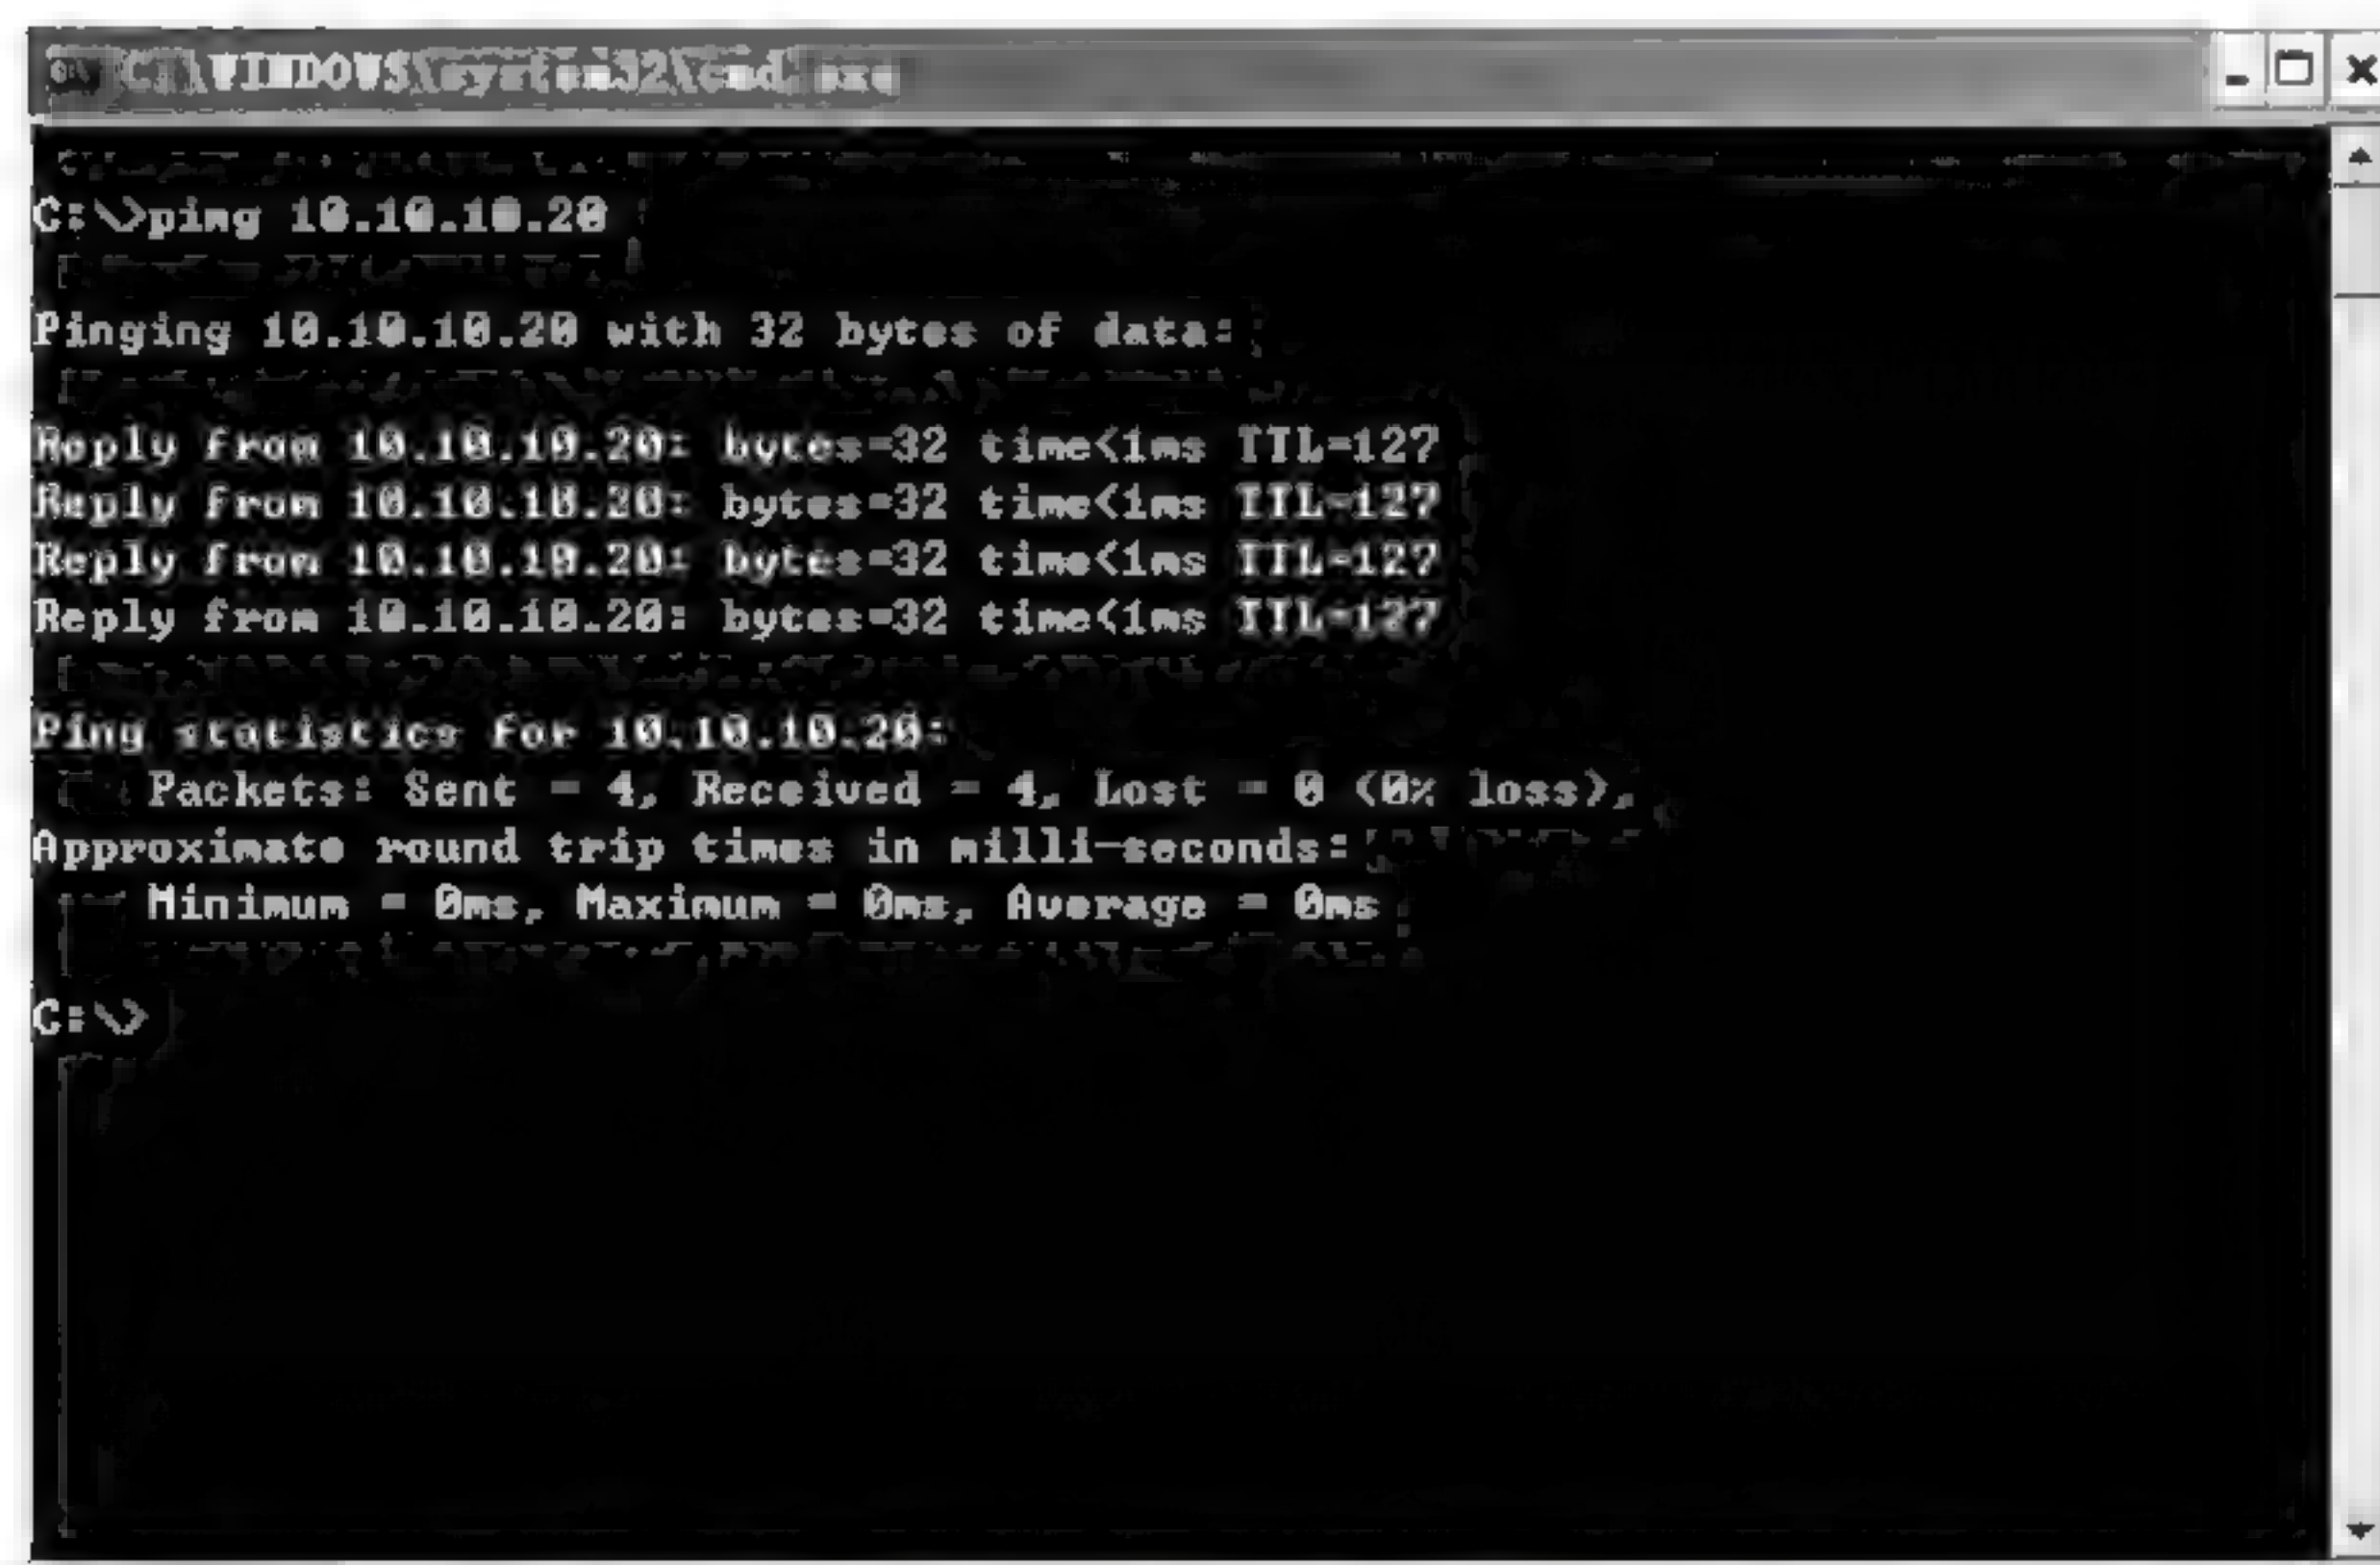 C:\WINDOWS\system32\cmd.exe
C:\>ping 10.10.10.20
Pinging 10.10.10.20 with 32 bytes of data:
Reply from 10.10.10.20: bytes=32 time<1ms TTL=127
Reply from 10.10.10.20: bytes=32 time<1ms TTL=127
Reply from 10.10.10.20: bytes=32 time<1ms TTL=127
Reply from 10.10.10.20: bytes=32 time<1ms TTL=127
Ping statistics for 10.10.10.20:
Packets: Sent = 4, Received = 4, Lost = 0 (0% loss),
Approximate round trip times in milli-seconds:
Minimum = 0ms, Maximum = 0ms, Average = 0ms
C:\>